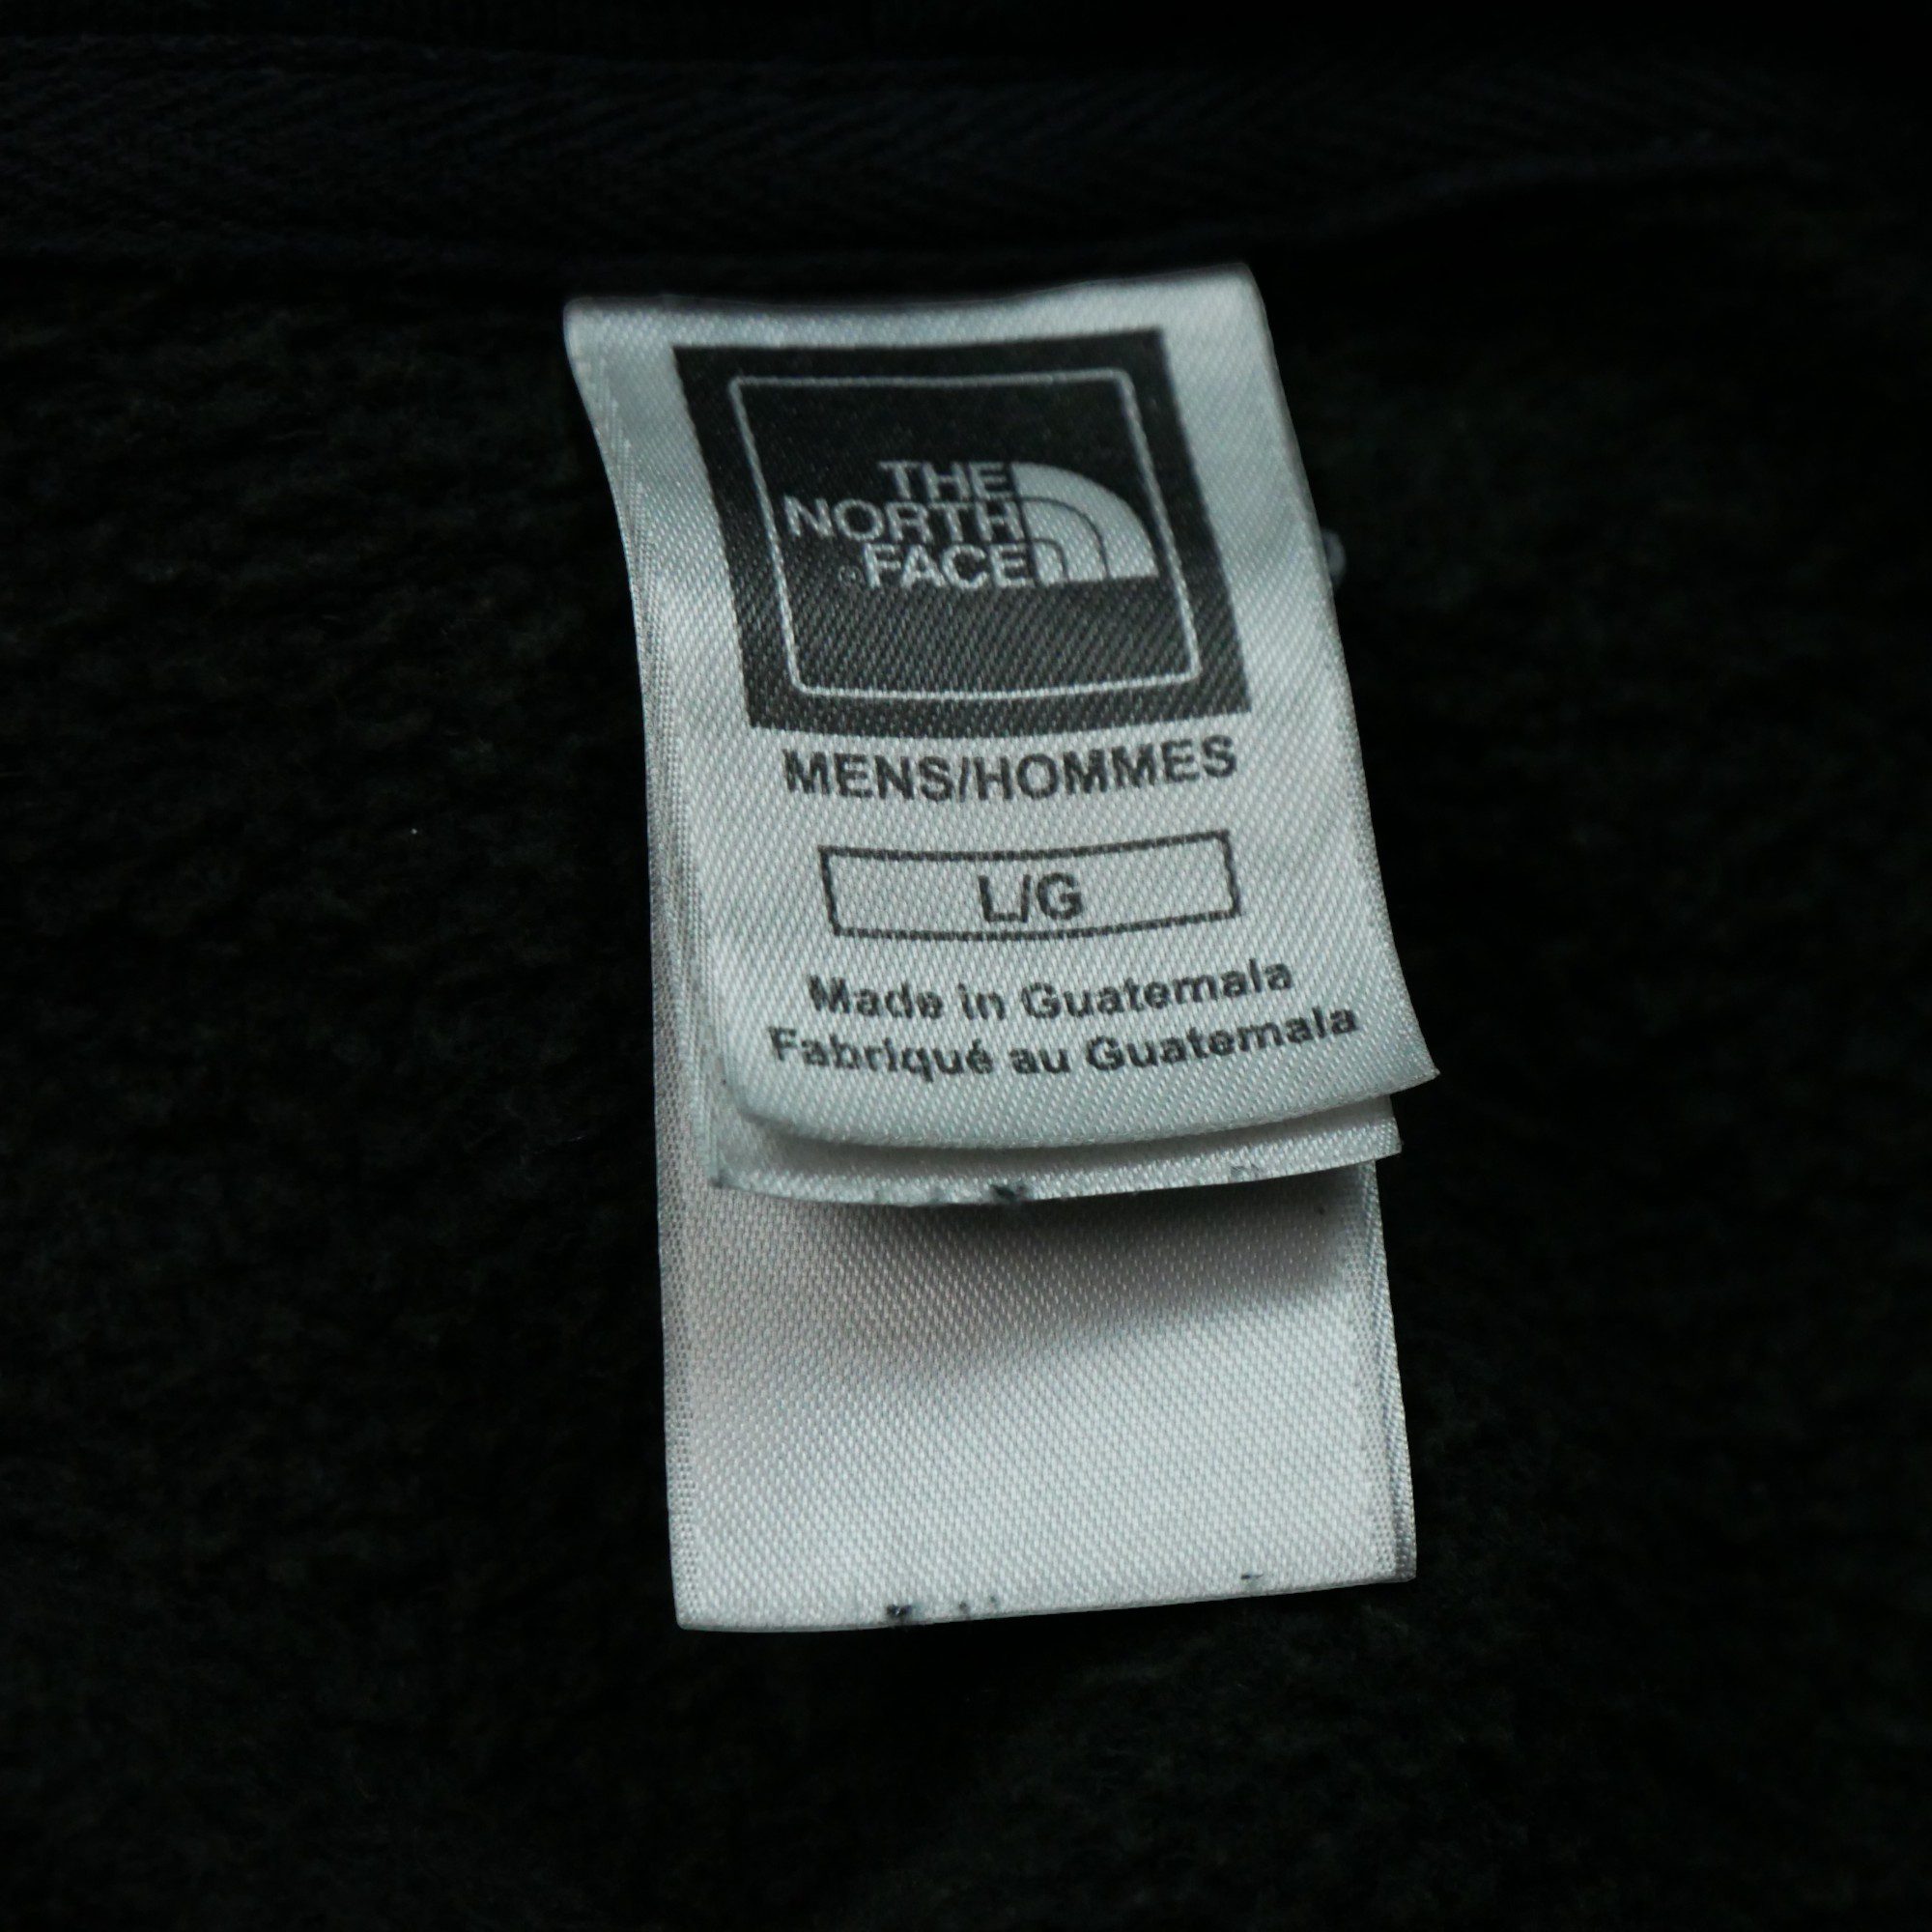 THE
NORTH
FACE
MENS/HOMMES
L/G
Made in Guatemala
Fabriqué au Guatemala